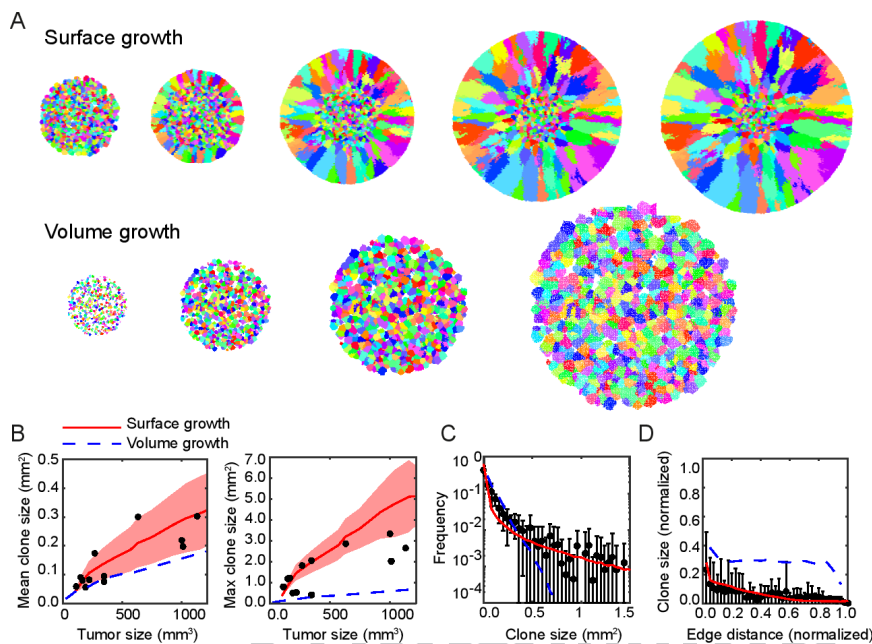 A
Surface growth
Volume growth
B
Surface growth
Volume growth
C
D
Mean clone size (mm²)
0.5
0.4
0.3
0.2
0.1
0.0
0
500
1000
Tumor size (mm³)
Max clone size (mm²)
7.0
6.0
5.0
4.0
3.0
2.0
1.0
0
0
500
1000
Tumor size (mm³)
Frequency
10 0
10⁻¹
10⁻²
10⁻³
10⁻⁴
0
0.5
1.0
1.5
Clone size (mm²)
Clone size (normalized)
1.0
0.8
0.6
0.4
0.2
0.0
0.2
0.4
0.6
0.8
1.0
Edge distance (normalized)